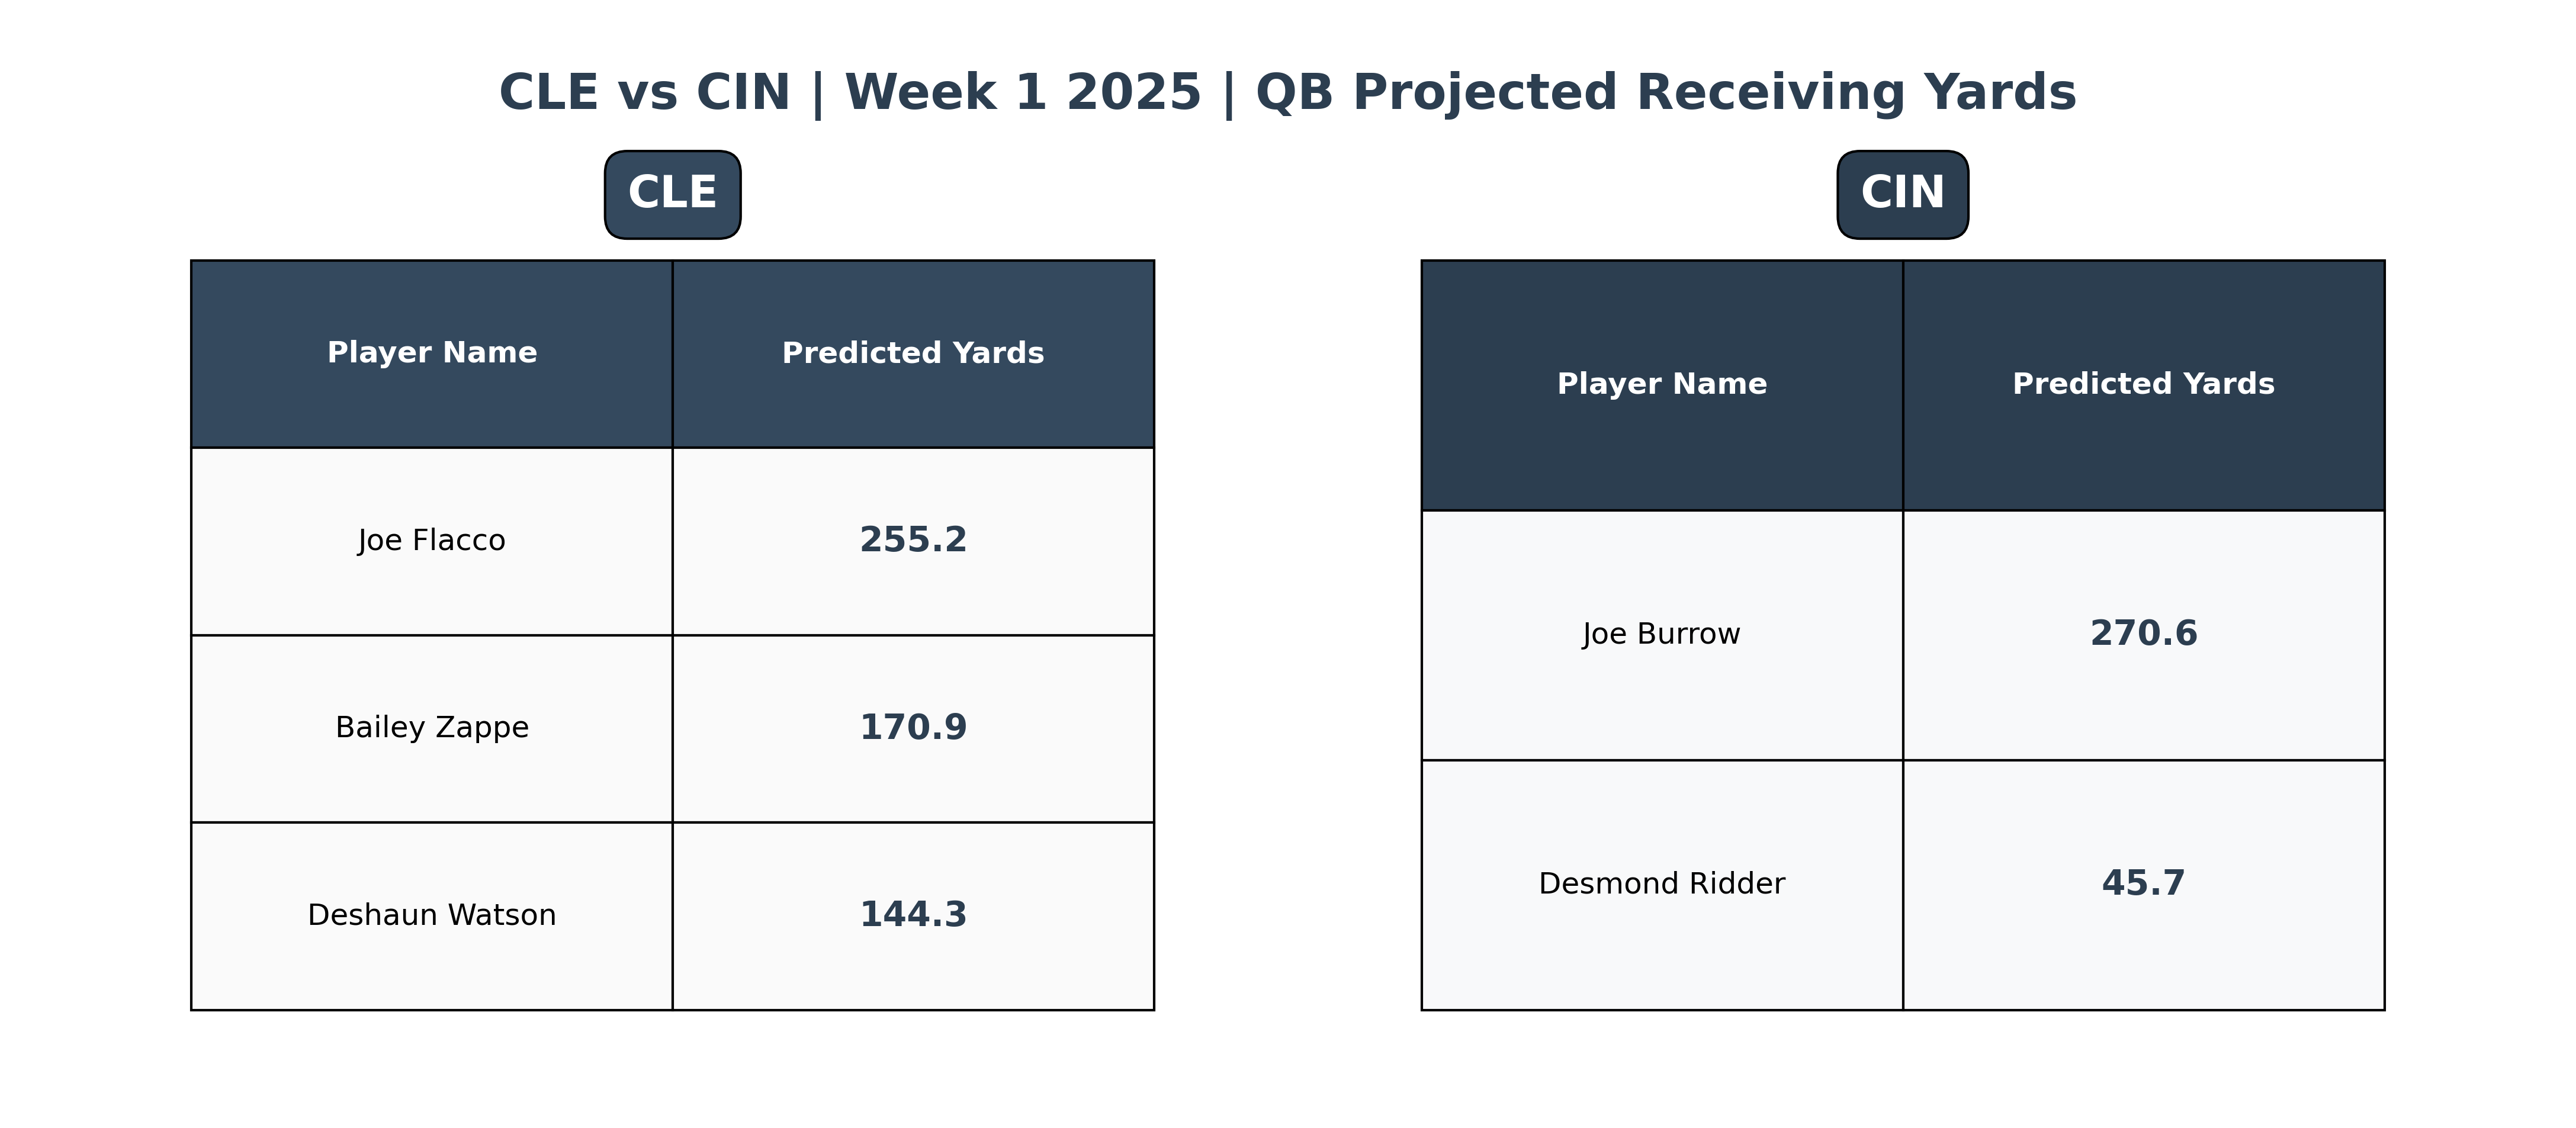 CLE vs CIN | Week 1 2025 | QB Projected Receiving Yards
CLE
Player Name Predicted Yards
Joe Flacco 255.2
Bailey Zappe 170.9
Deshaun Watson 144.3
CIN
Player Name Predicted Yards
Joe Burrow 270.6
Desmond Ridder 45.7